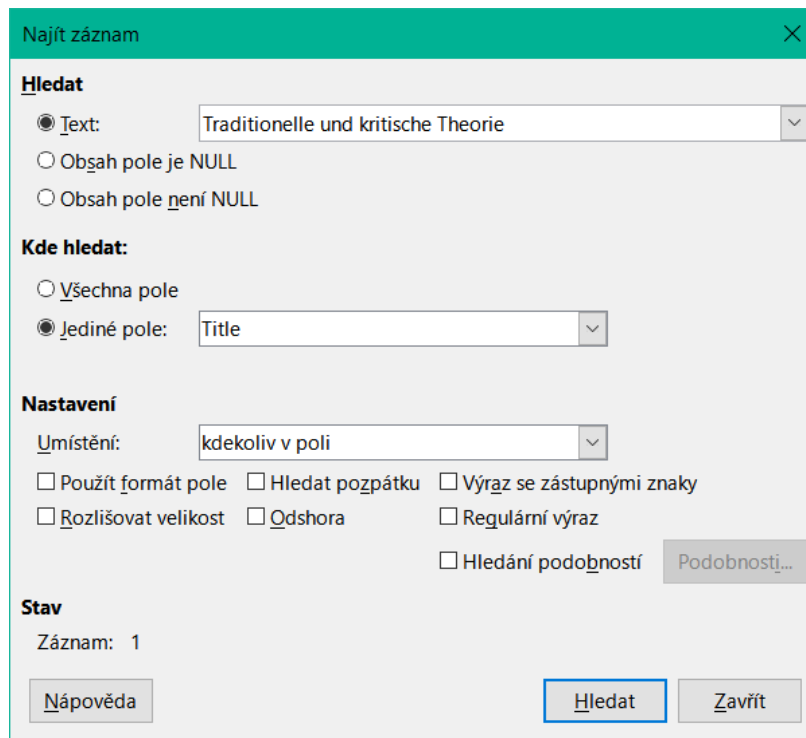 Najít záznam
Hledat
Text: Traditionelle und kritische Theorie
Obsah pole je NULL
Obsah pole není NULL
Kde hledat:
Všechna pole
Jediné pole: Title
Nastavení
Umístění: kdekoliv v poli
Použít formát pole Hledat pozpátku Výraz se zástupnými znaky
Rozlišovat velikost Odshora Regulární výraz
Hledání podobností Podobnosti...
Stav
Záznam: 1
Nápověda Hledat Zavřít